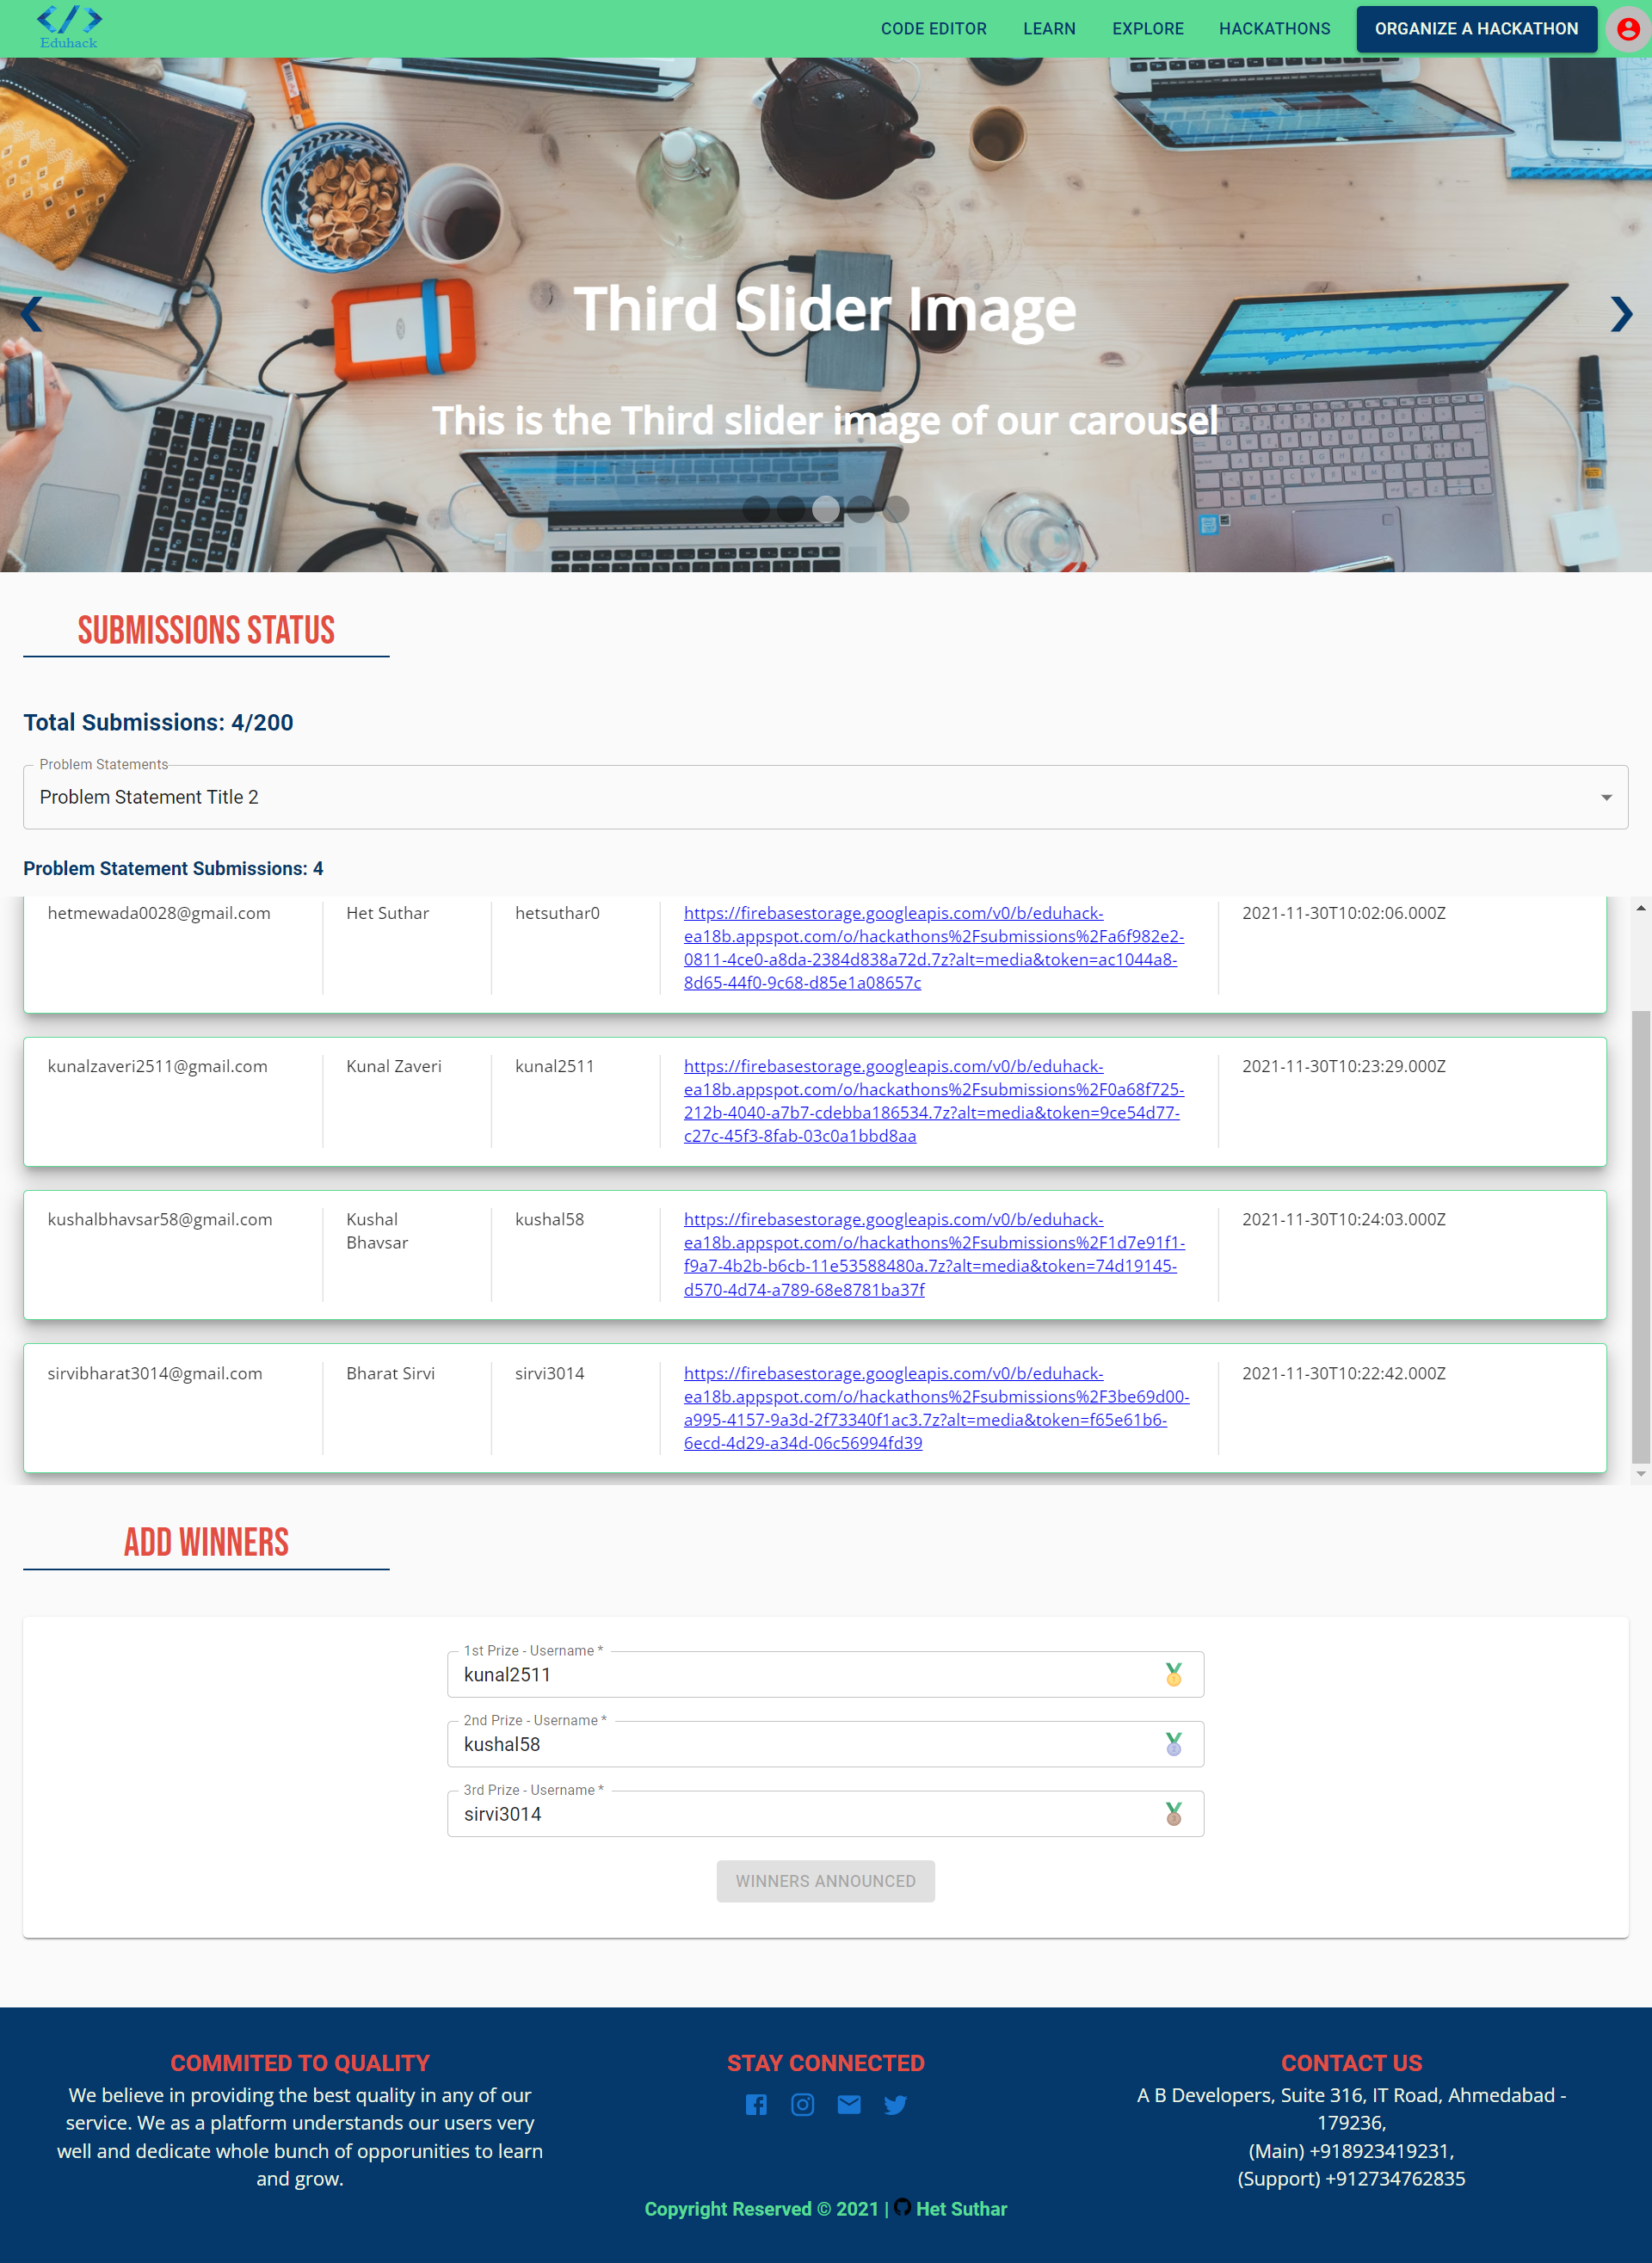 Eduhack
CODE EDITOR
LEARN
EXPLORE
HACKATHONS
ORGANIZE A HACKATHON
Third Slider Image
This is the Third slider image of our carousel
SUBMISSIONS STATUS
Total Submissions: 4/200
Problem Statements
Problem Statement Title 2
Problem Statement Submissions: 4
hetmewada0028@gmail.com
Het Suthar
hetsuthar0
https://firebasestorage.googleapis.com/v0/b/eduhack-
ea18b.appspot.com/o/hackathons%2Fsubmissions%2Fa6f982e2-
0811-4ce0-a8da-2384d838a72d.7z?alt=media&token=ac1044a8-
8d65-44f0-9c68-d85e1a08657c
2021-11-30T10:02:06.000Z
kunalzaveri2511@gmail.com
Kunal Zaveri
kunal2511
https://firebasestorage.googleapis.com/v0/b/eduhack-
ea18b.appspot.com/o/hackathons%2Fsubmissions%2F0a68f725-
212b-4040-a7b7-cdebba186534.7z?alt=media&token=9ce54d77-
c27c-45f3-8fab-03c0a1bbd8aa
2021-11-30T10:23:29.000Z
kushalbhavsar58@gmail.com
Kushal
Bhavsar
kushal58
https://firebasestorage.googleapis.com/v0/b/eduhack-
ea18b.appspot.com/o/hackathons%2Fsubmissions%2F1d7e91f1-
f9a7-4b2b-b6cb-11e53588480a.7z?alt=media&token=74d19145-
d570-4d74-a789-68e8781ba37f
2021-11-30T10:24:03.000Z
sirvibharat3014@gmail.com
Bharat Sirvi
sirvi3014
https://firebasestorage.googleapis.com/v0/b/eduhack-
ea18b.appspot.com/o/hackathons%2Fsubmissions%2F3be69d00-
a995-4157-9a3d-2f73340f1ac3.7z?alt=media&token=f65e61b6-
6ecd-4d29-a34d-06c56994fd39
2021-11-30T10:22:42.000Z
ADD WINNERS
1st Prize - Username *
kunal2511
2nd Prize - Username *
kushal58
3rd Prize - Username *
sirvi3014
WINNERS ANNOUNCED
COMMITED TO QUALITY
We believe in providing the best quality in any of our
service. We as a platform understands our users very
well and dedicate whole bunch of opporunities to learn
and grow.
STAY CONNECTED
CONTACT US
A B Developers, Suite 316, IT Road, Ahmedabad -
179236,
(Main) +918923419231,
(Support) +912734762835
Copyright Reserved © 2021 | Het Suthar